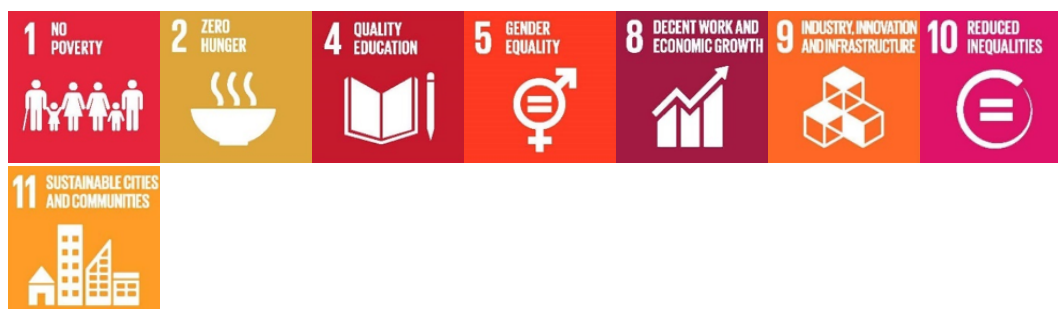 1 NO
POVERTY
2 ZERO
HUNGER
4 QUALITY
EDUCATION
5 GENDER
EQUALITY
8 DECENT WORK AND
ECONOMIC GROWTH
9 INDUSTRY, INNOVATION
AND INFRASTRUCTURE
10 REDUCED
INEQUALITIES
11 SUSTAINABLE CITIES
AND COMMUNITIES